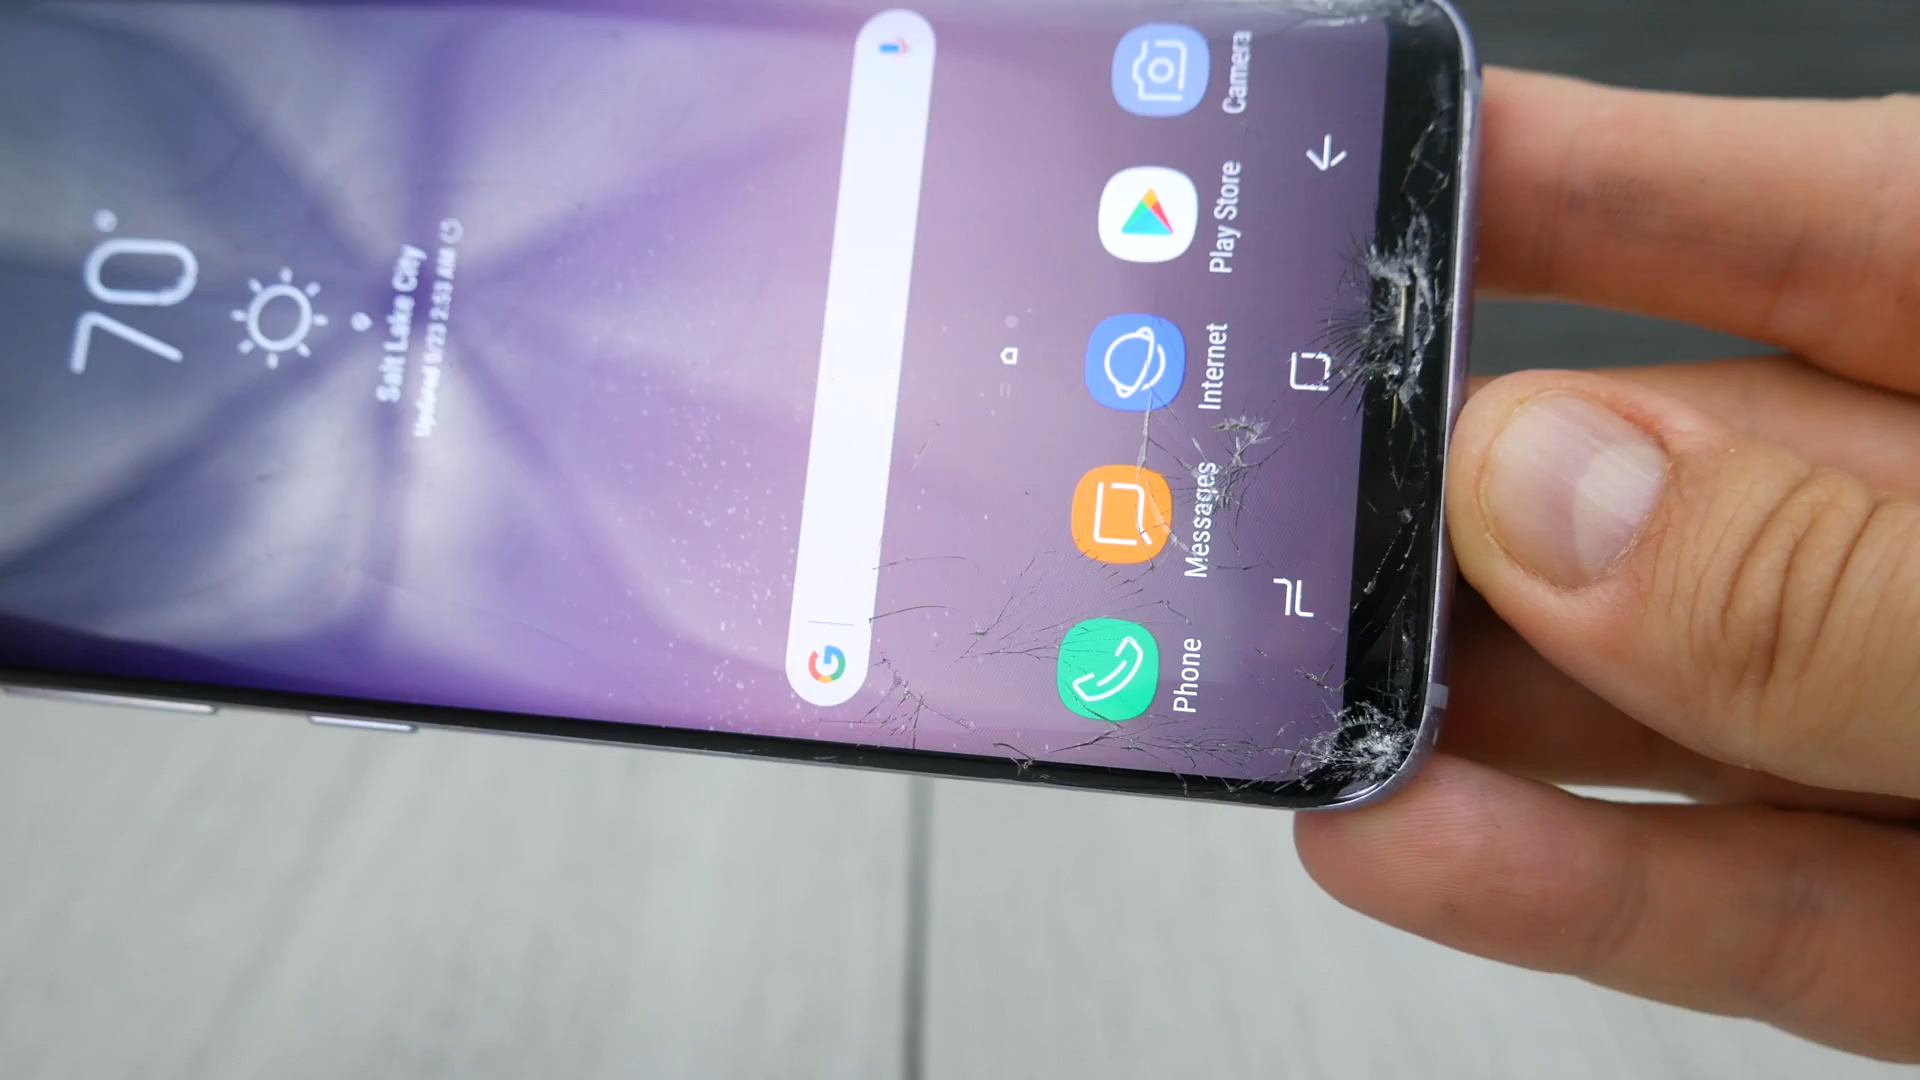 70°
Salt Lake City
Updated 5/23 2:53 AM
G
Phone
Messages
Internet
Play Store
Camera